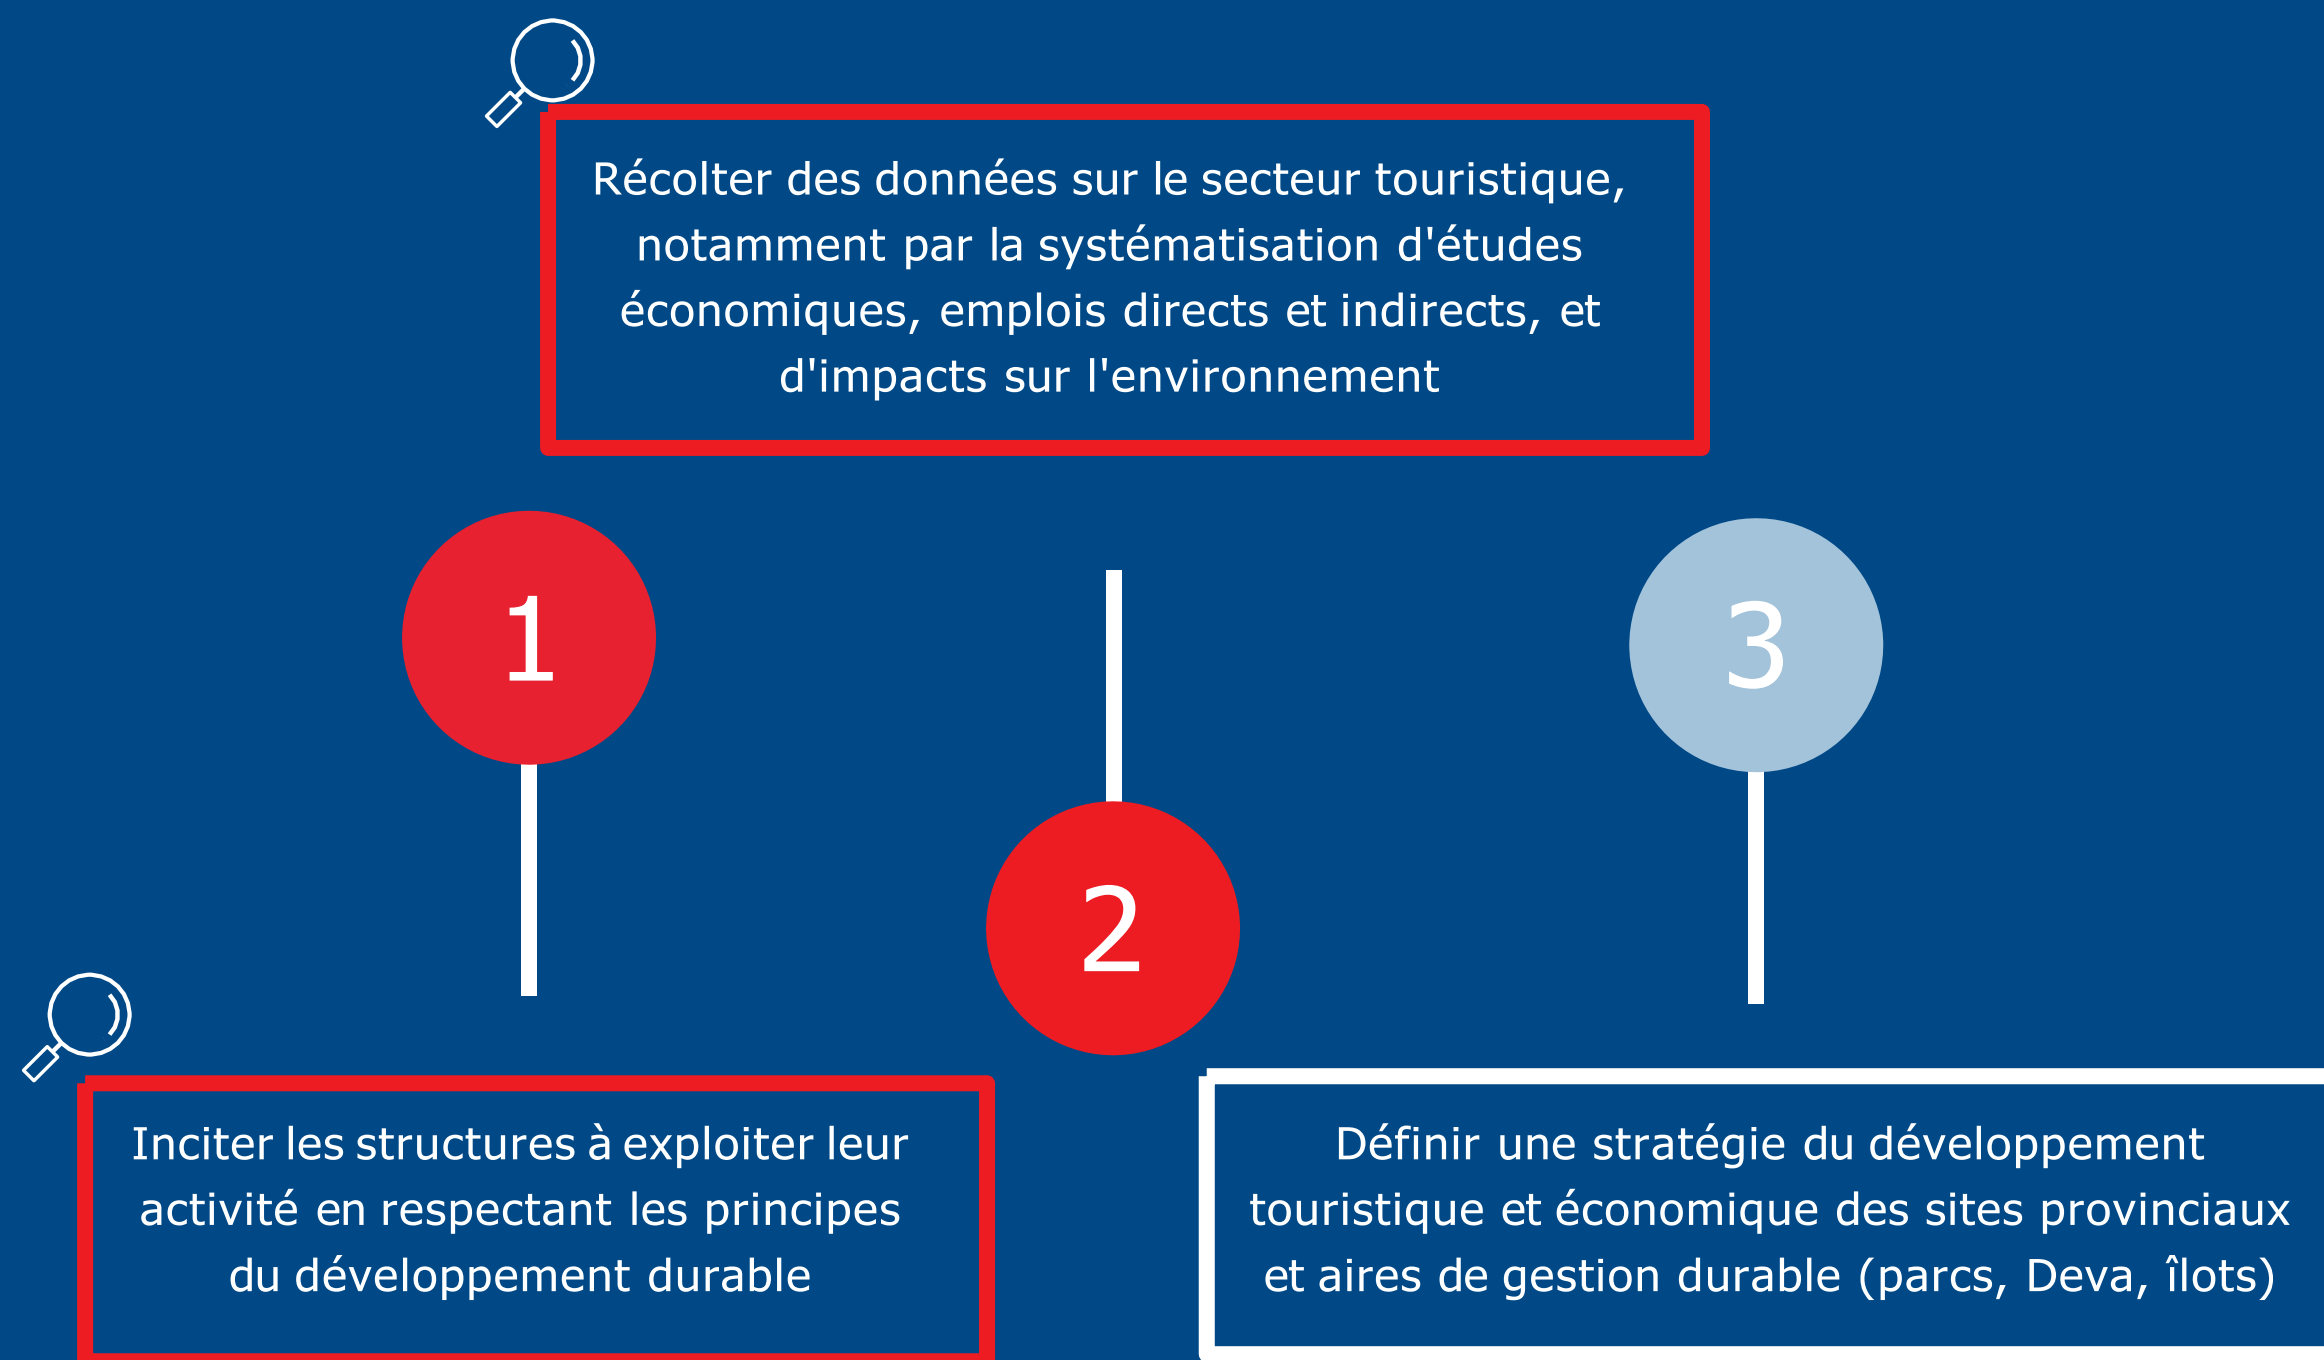 Récolter des données sur le secteur touristique,
notamment par la systématisation d'études
économiques, emplois directs et indirects, et
d'impacts sur l'environnement
1
2
3
Inciter les structures à exploiter leur
activité en respectant les principes
du développement durable
Définir une stratégie du développement
touristique et économique des sites provinciaux
et aires de gestion durable (parcs, Deva, îlots)